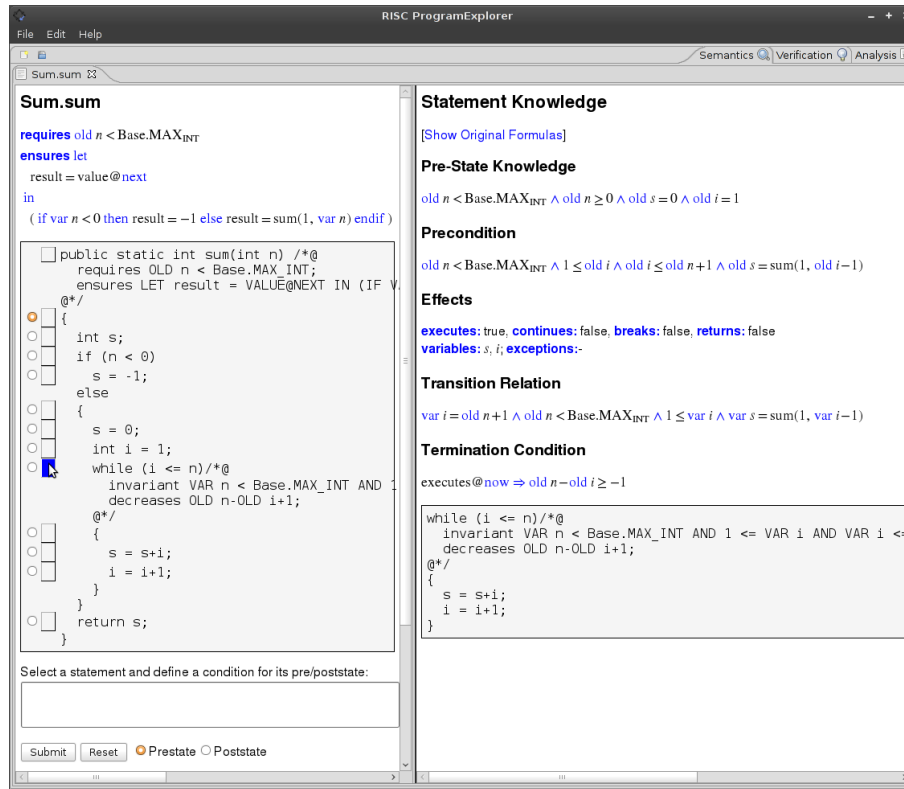 RISC ProgramExplorer
File Edit Help
Semantics Verification Analysis
Sum.sum
Sum.sum
requires old n < Base.MAX_INT
ensures let
result = value@next
in
( if var n < 0 then result = −1 else result = sum(1, var n) endif )
public static int sum(int n) /*@
requires OLD n < Base.MAX_INT;
ensures LET result = VALUE@NEXT IN (IF
@*/
{
int s;
if (n < 0)
s = -1;
else
{
s = 0;
int i = 1;
while (i <= n)/*@
invariant VAR n < Base.MAX_INT AND 1
decreases OLD n-OLD i+1;
@*/
{
s = s+i;
i = i+1;
}
}
return s;
}
Select a statement and define a condition for its pre/poststate:
Submit Reset Prestate Poststate
Statement Knowledge
[Show Original Formulas]
Pre-State Knowledge
old n < Base.MAX_INT ∧ old n ≥ 0 ∧ old s = 0 ∧ old i = 1
Precondition
old n < Base.MAX_INT ∧ 1 ≤ old i ∧ old i ≤ old n+1 ∧ old s = sum(1, old i−1)
Effects
executes: true, continues: false, breaks: false, returns: false
variables: s, i; exceptions:-
Transition Relation
var i = old n+1 ∧ old n < Base.MAX_INT ∧ 1 ≤ var i ∧ var s = sum(1, var i−1)
Termination Condition
executes@now ⇒ old n−old i ≥ −1
while (i <= n)/*@
invariant VAR n < Base.MAX_INT AND 1 <= VAR i AND VAR i <=
decreases OLD n-OLD i+1;
@*/
{
s = s+i;
i = i+1;
}